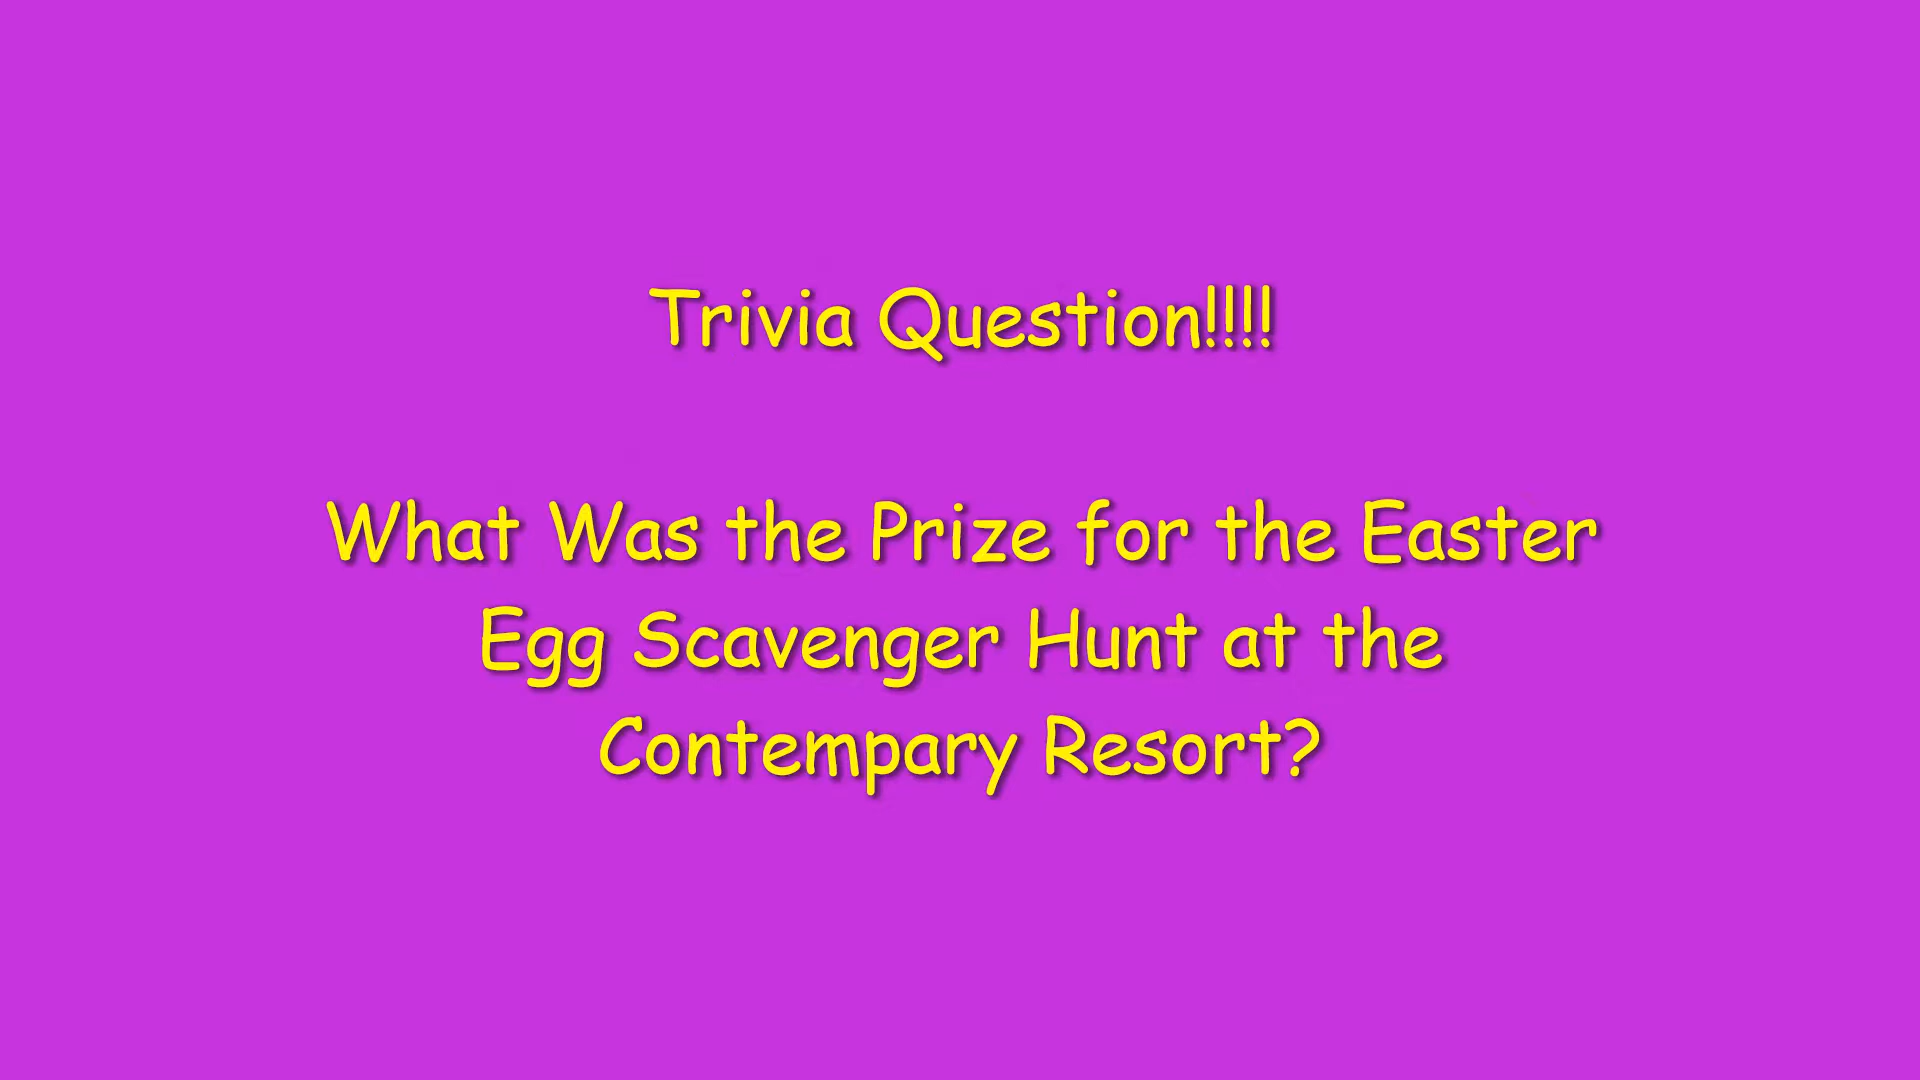 Trivia Question!!!!
What Was the Prize for the Easter
Egg Scavenger Hunt at the
Contempary Resort?